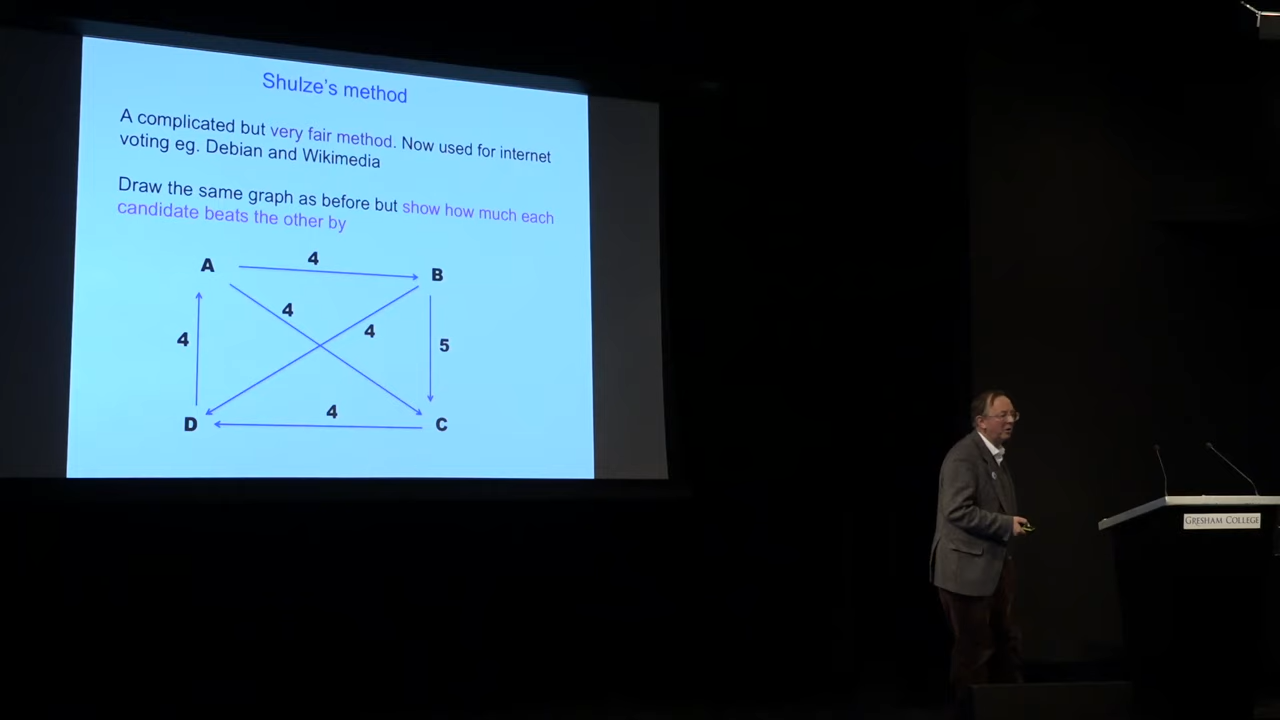 Shulze's method
A complicated but very fair method. Now used for internet
voting eg. Debian and Wikimedia
Draw the same graph as before but show how much each
candidate beats the other by
A 4 B
4 4
4 5
D 4 C
GRESHAM COLLEGE